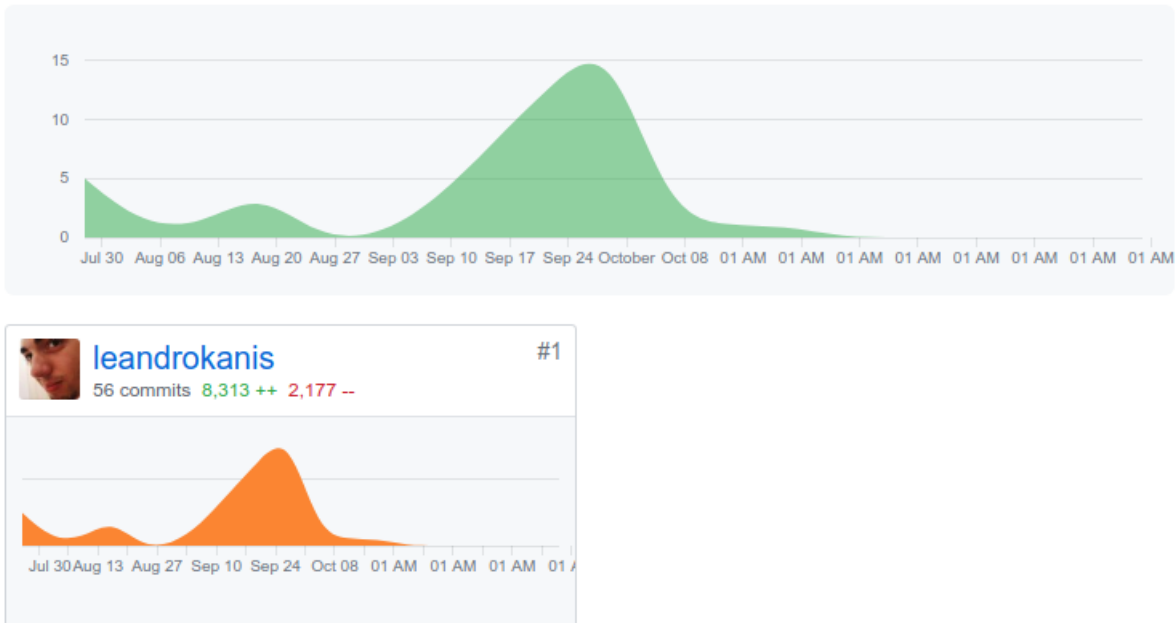 15
10
5
0
Jul 30 Aug 06 Aug 13 Aug 20 Aug 27 Sep 03 Sep 10 Sep 17 Sep 24 October Oct 08 01 AM 01 AM 01 AM 01 AM 01 AM 01 AM 01 AM 01 AM
leandrokanis
#1
56 commits 8,313 ++ 2,177 --
Jul 30 Aug 13 Aug 27 Sep 10 Sep 24 Oct 08 01 AM 01 AM 01 AM 01